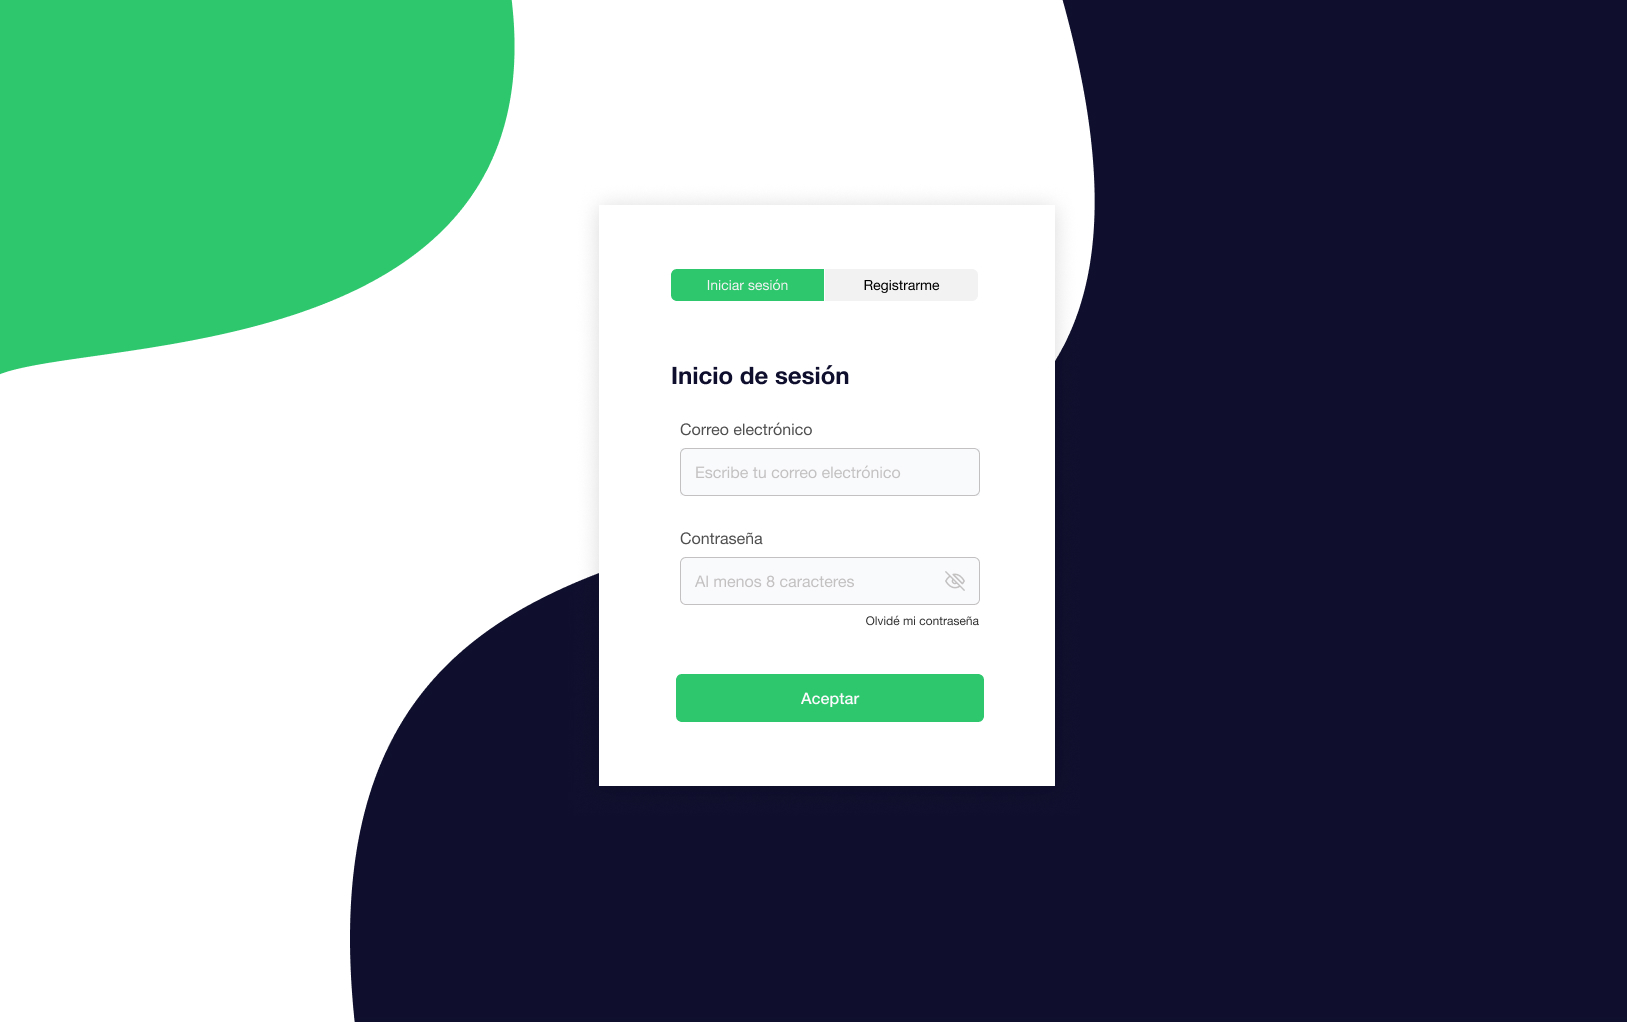 Iniciar sesión Registrarme
Inicio de sesión
Correo electrónico
Escribe tu correo electrónico
Contraseña
Al menos 8 caracteres
Olvidé mi contraseña
Aceptar